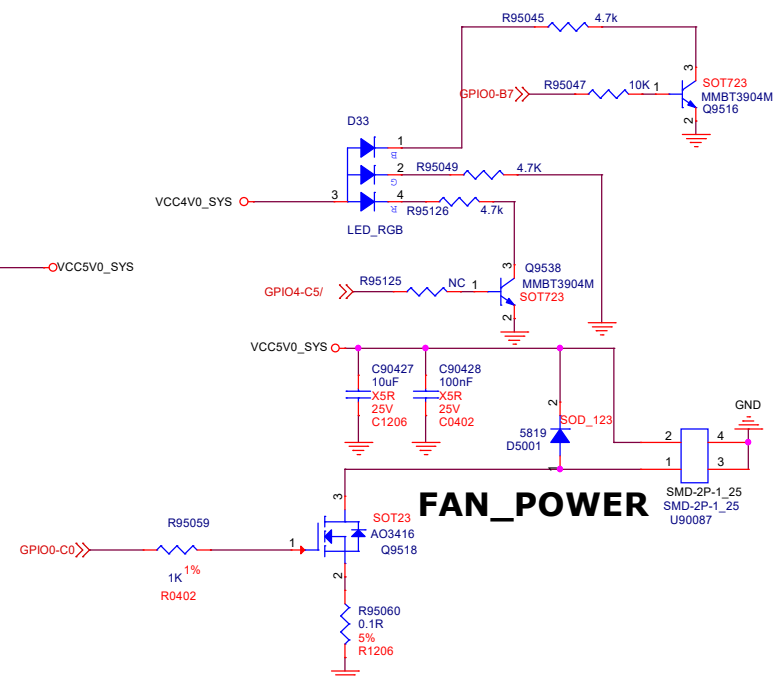 R95045 4.7k
3
SOT723
MMBT3904M
Q9516
GPIO0-B7
R95047
10K
1
2
D33
1
B
2
G
4
R
R95049
4.7K
VCC4V0_SYS
3
R95126
4.7k
LED_RGB
VCC5V0_SYS
3
Q9538
MMBT3904M
SOT723
GPIO4-C5/
R95125
NC
1
2
VCC5V0_SYS
C90427
10uF
X5R
25V
C1206
C90428
100nF
X5R
25V
C0402
2
SOD_123
5819
D5001
1
GND
2
4
1
3
SMD-2P-1_25
SMD-2P-1_25
U90087
FAN_POWER
3
SOT23
AO3416
Q9518
R95059
GPIO0-C0
1
1K
1%
R0402
2
R95060
0.1R
5%
R1206